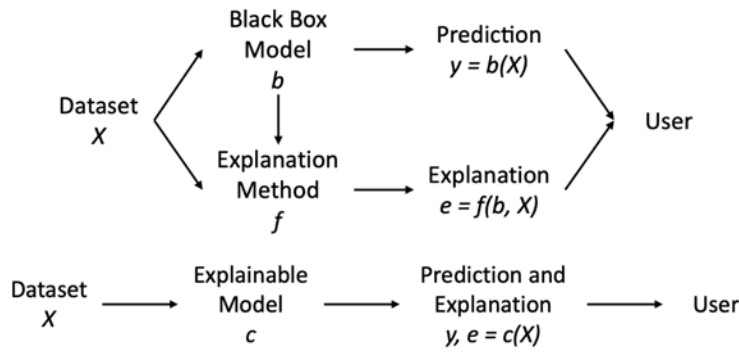 Black Box
Model
b
Prediction
y = b(X)
Dataset
X
User
Explanation
Method
f
Explanation
e = f(b, X)
Dataset
X
Explainable
Model
c
Prediction and
Explanation
y, e = c(X)
User